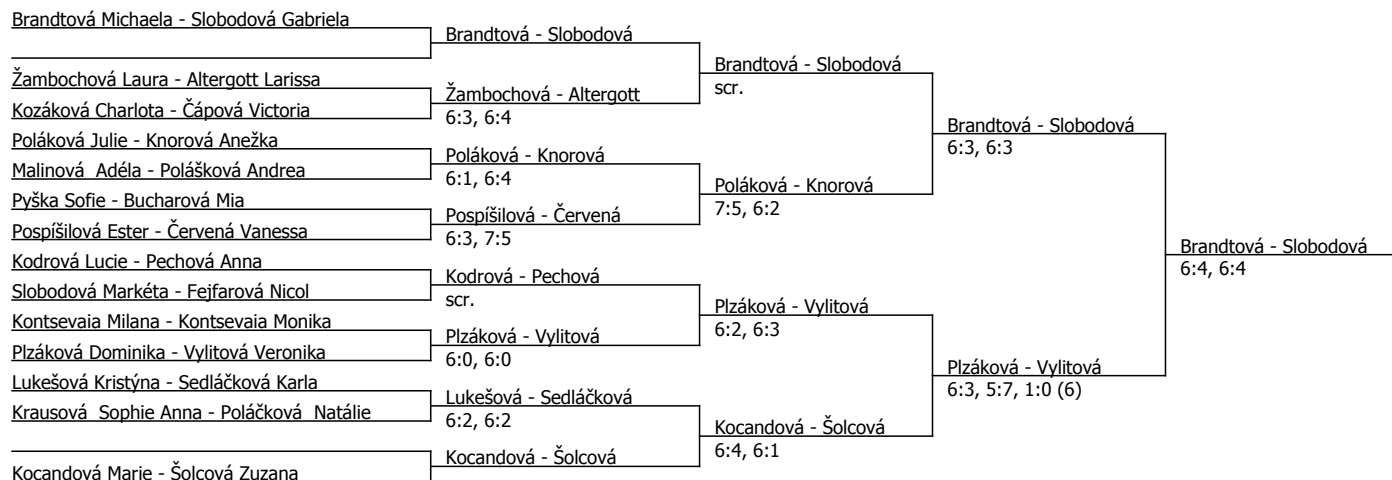 Brandtová Michaela - Slobodová Gabriela
Žambochová Laura - Altergott Larissa
Kozáková Charlota - Čápová Victoria
Poláková Julie - Knorová Anežka
Malinová  Adéla - Polášková Andrea
Pyška Sofie - Bucharová Mia
Pospíšilová Ester - Červená Vanessa
Kodrová Lucie - Pechová Anna
Slobodová Markéta - Fejfarová Nicol
Kontsevaia Milana - Kontsevaia Monika
Plzáková Dominika - Vylitová Veronika
Lukešová Kristýna - Sedláčková Karla
Krausová  Sophie Anna - Poláčková  Natálie
Kocandová Marie - Šolcová Zuzana
Brandtová - Slobodová
Žambochová - Altergott
6:3, 6:4
Poláková - Knorová
6:1, 6:4
Pospíšilová - Červená
6:3, 7:5
Kodrová - Pechová
scr.
Plzáková - Vylitová
6:0, 6:0
Lukešová - Sedláčková
6:2, 6:2
Kocandová - Šolcová
Brandtová - Slobodová
scr.
Poláková - Knorová
7:5, 6:2
Plzáková - Vylitová
6:2, 6:3
Kocandová - Šolcová
6:4, 6:1
Brandtová - Slobodová
6:3, 6:3
Plzáková - Vylitová
6:3, 5:7, 1:0 (6)
Brandtová - Slobodová
6:4, 6:4